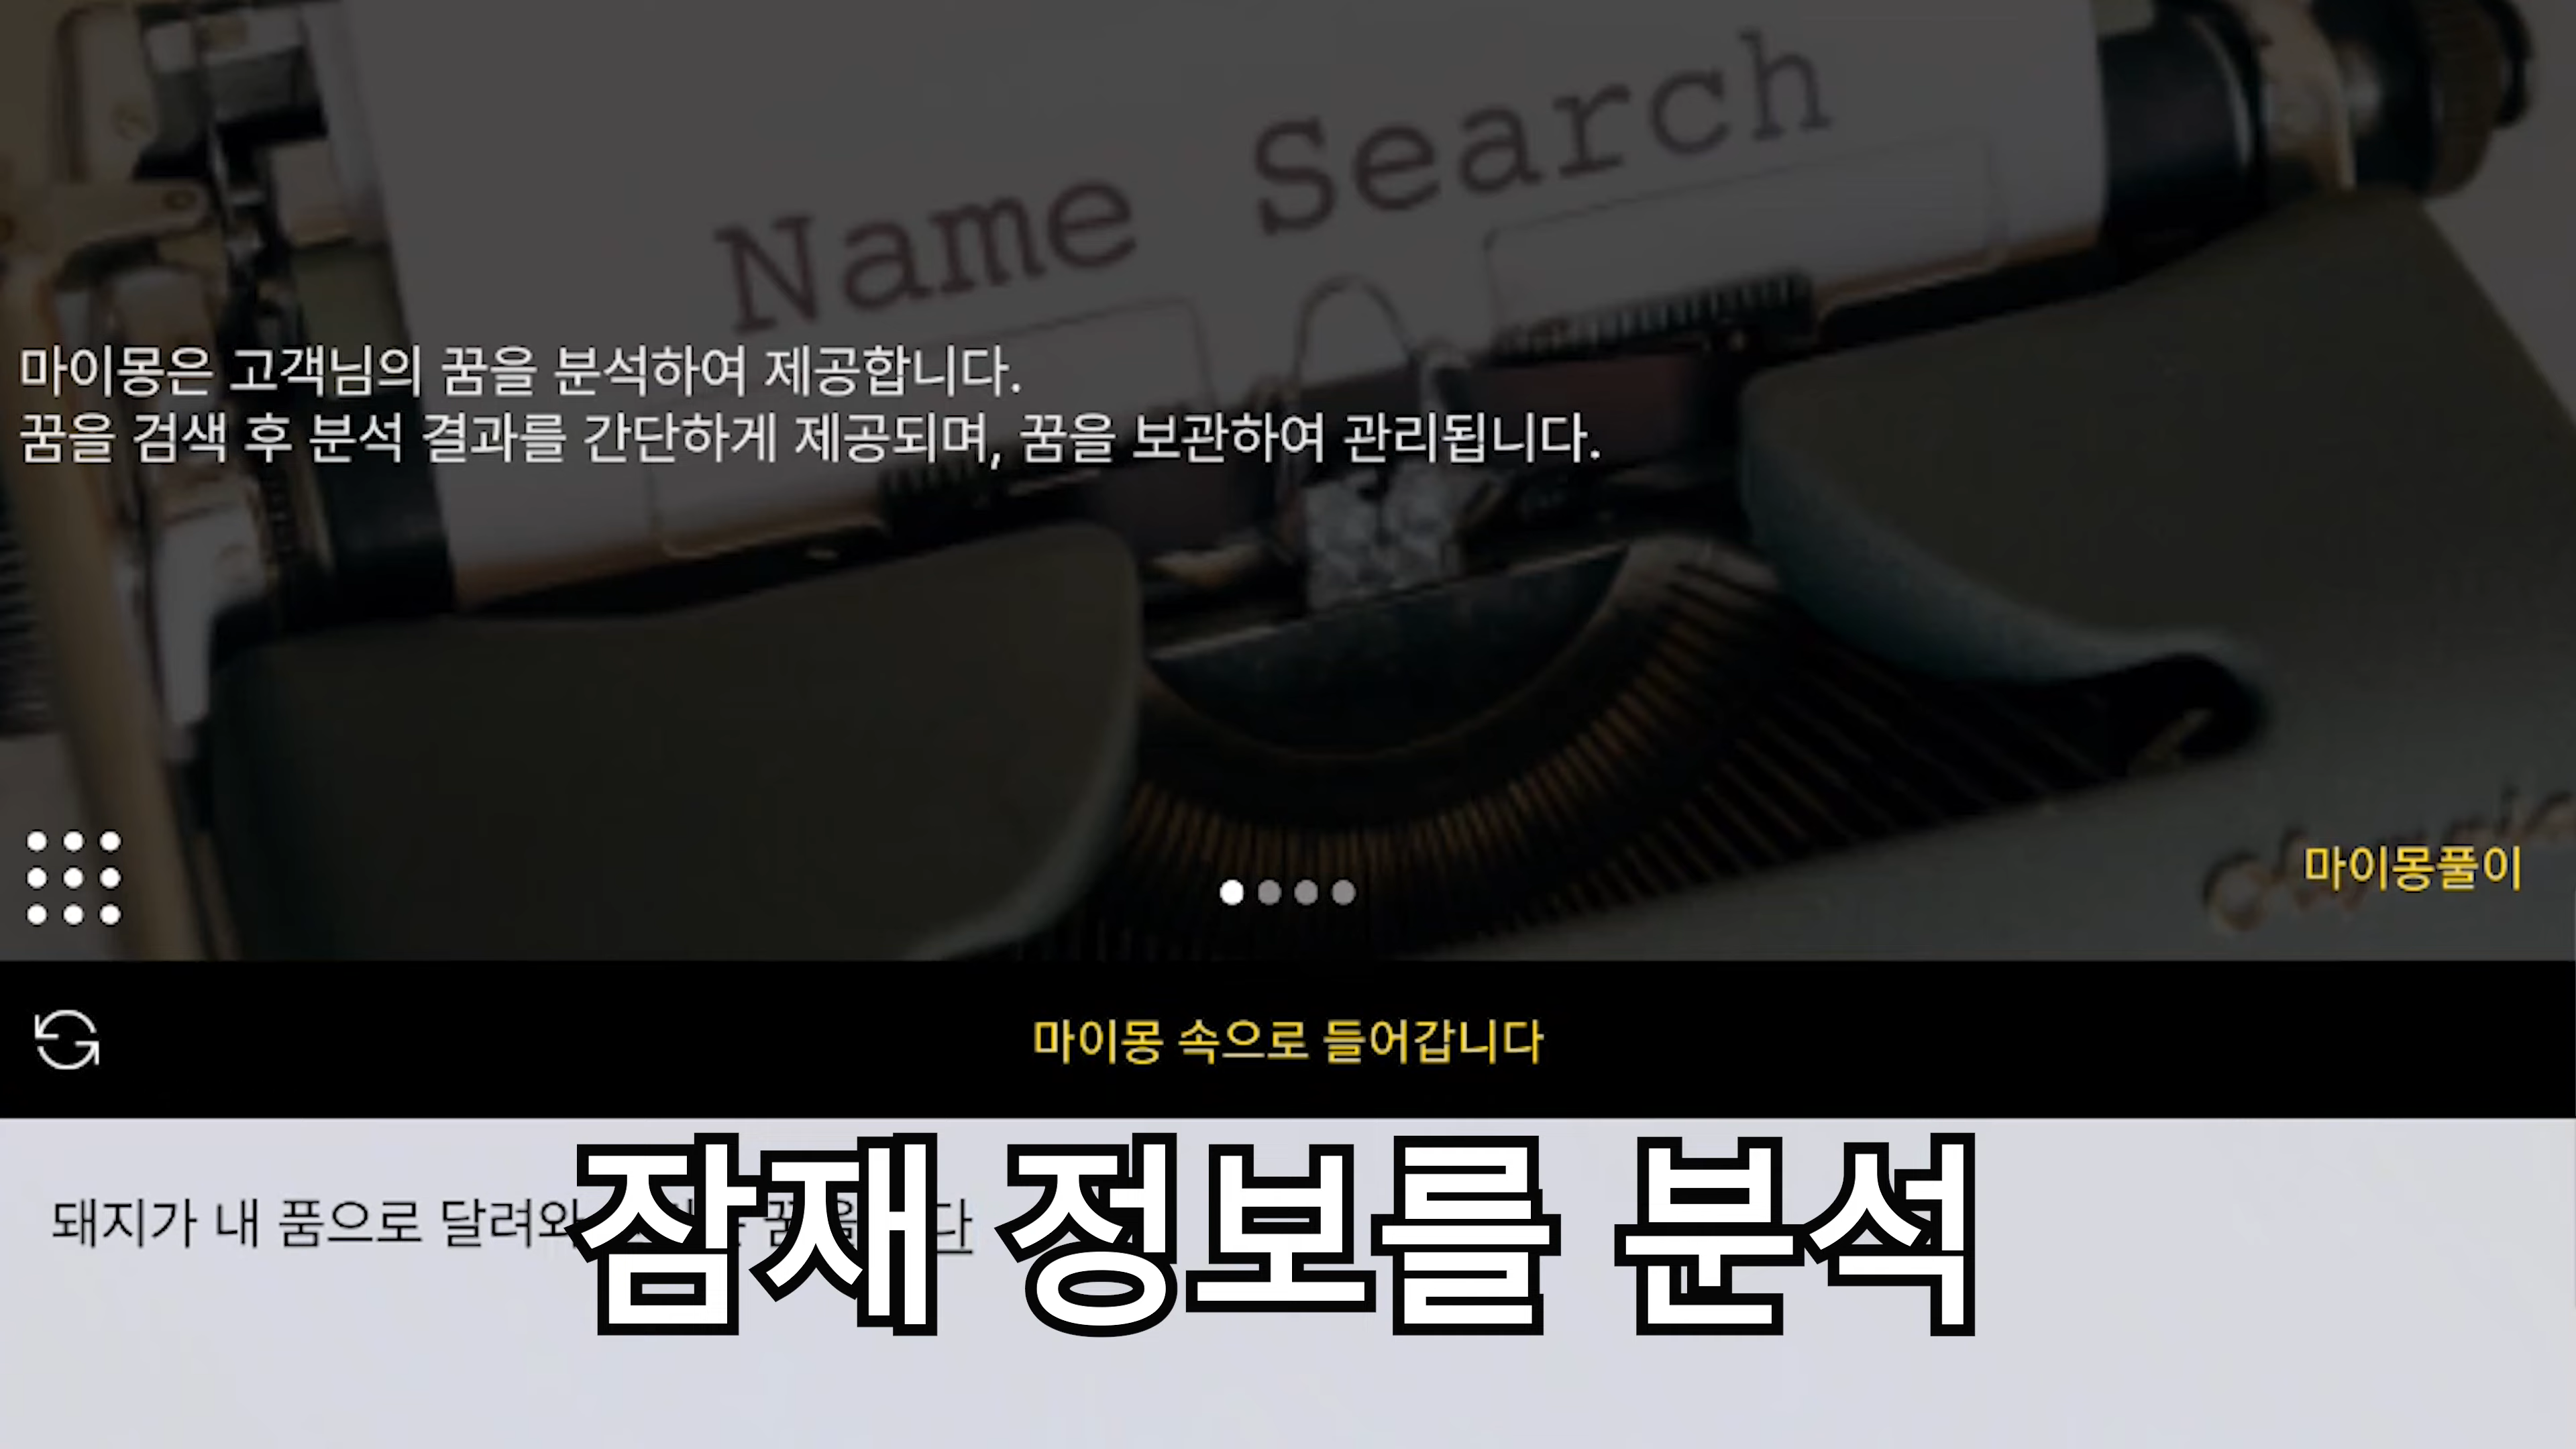 Name Search
마이몽은 고객님의 꿈을 분석하여 제공합니다.
꿈을 검색 후 분석 결과를 간단하게 제공되며, 꿈을 보관하여 관리됩니다.
마이몽풀이
마이몽 속으로 들어갑니다
돼지가 내 품으로 달려와
잠재 정보를 분석